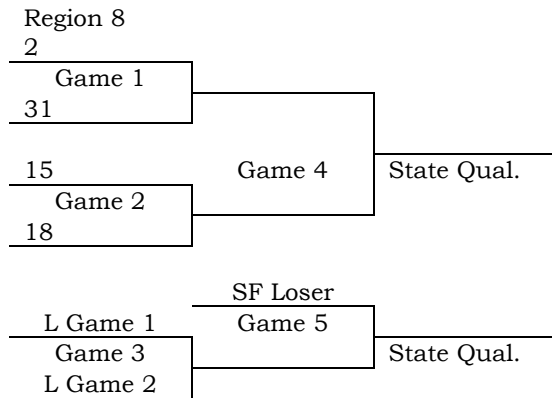 Region 8
2
Game 1
31
15
Game 4
State Qual.
Game 2
18
SF Loser
L Game 1
Game 5
Game 3
State Qual.
L Game 2